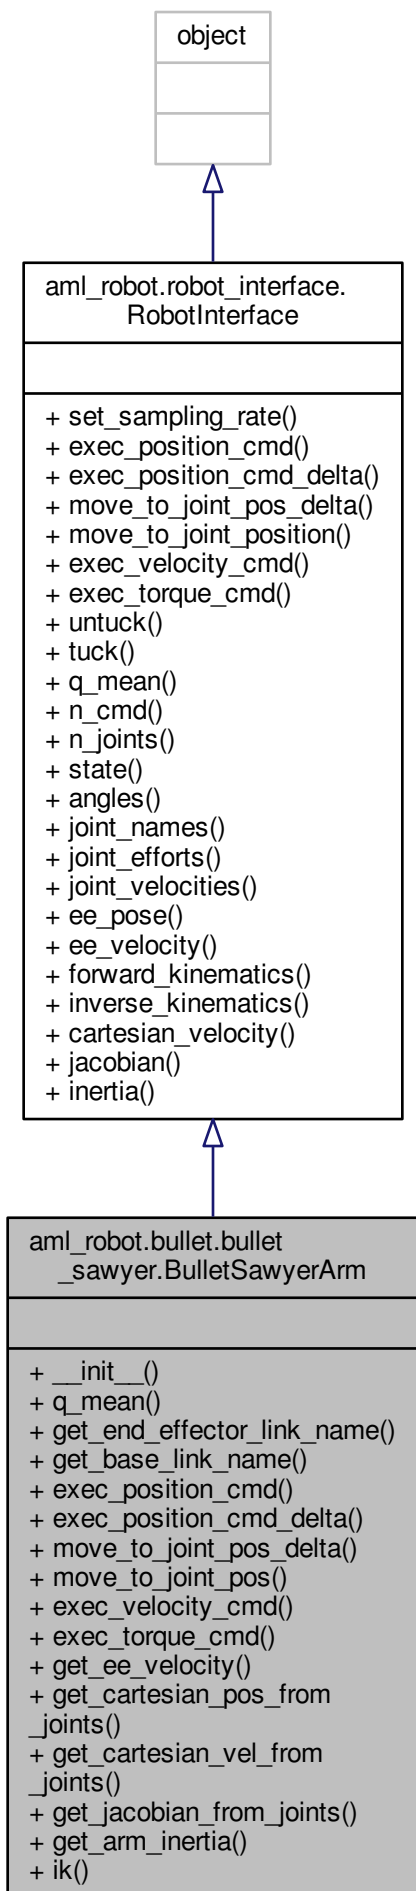 object
aml_robot.robot_interface.
RobotInterface
+ set_sampling_rate()
+ exec_position_cmd()
+ exec_position_cmd_delta()
+ move_to_joint_pos_delta()
+ move_to_joint_position()
+ exec_velocity_cmd()
+ exec_torque_cmd()
+ untuck()
+ tuck()
+ q_mean()
+ n_cmd()
+ n_joints()
+ state()
+ angles()
+ joint_names()
+ joint_efforts()
+ joint_velocities()
+ ee_pose()
+ ee_velocity()
+ forward_kinematics()
+ inverse_kinematics()
+ cartesian_velocity()
+ jacobian()
+ inertia()
aml_robot.bullet.bullet
_sawyer.BulletSawyerArm
+ __init__()
+ q_mean()
+ get_end_effector_link_name()
+ get_base_link_name()
+ exec_position_cmd()
+ exec_position_cmd_delta()
+ move_to_joint_pos_delta()
+ move_to_joint_pos()
+ exec_velocity_cmd()
+ exec_torque_cmd()
+ get_ee_velocity()
+ get_cartesian_pos_from
_joints()
+ get_cartesian_vel_from
_joints()
+ get_jacobian_from_joints()
+ get_arm_inertia()
+ ik()